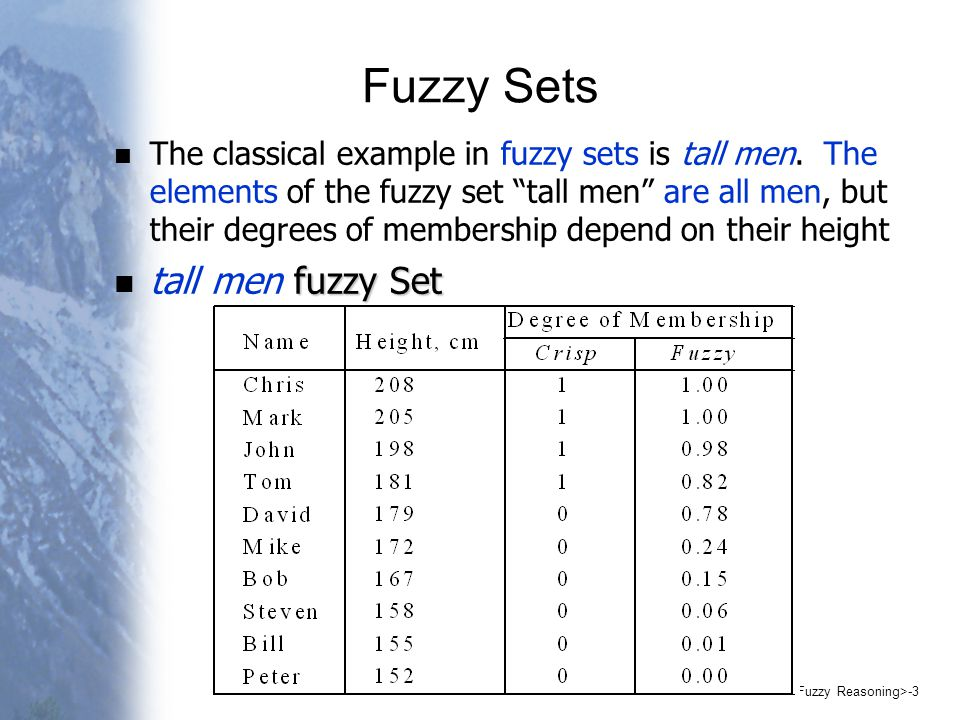 Fuzzy Sets
The classical example in fuzzy sets is tall men. The
elements of the fuzzy set “tall men” are all men, but
their degrees of membership depend on their height
tall men fuzzy Set
Degree of Membership
Name Height, cm Crisp Fuzzy
Chris 208 1 1.00
Mark 205 1 1.00
John 198 1 0.98
Tom 181 1 0.82
David 179 0 0.78
Mike 172 0 0.24
Bob 167 0 0.15
Steven 158 0 0.06
Bill 155 0 0.01
Peter 152 0 0.00
Fuzzy Reasoning>-3